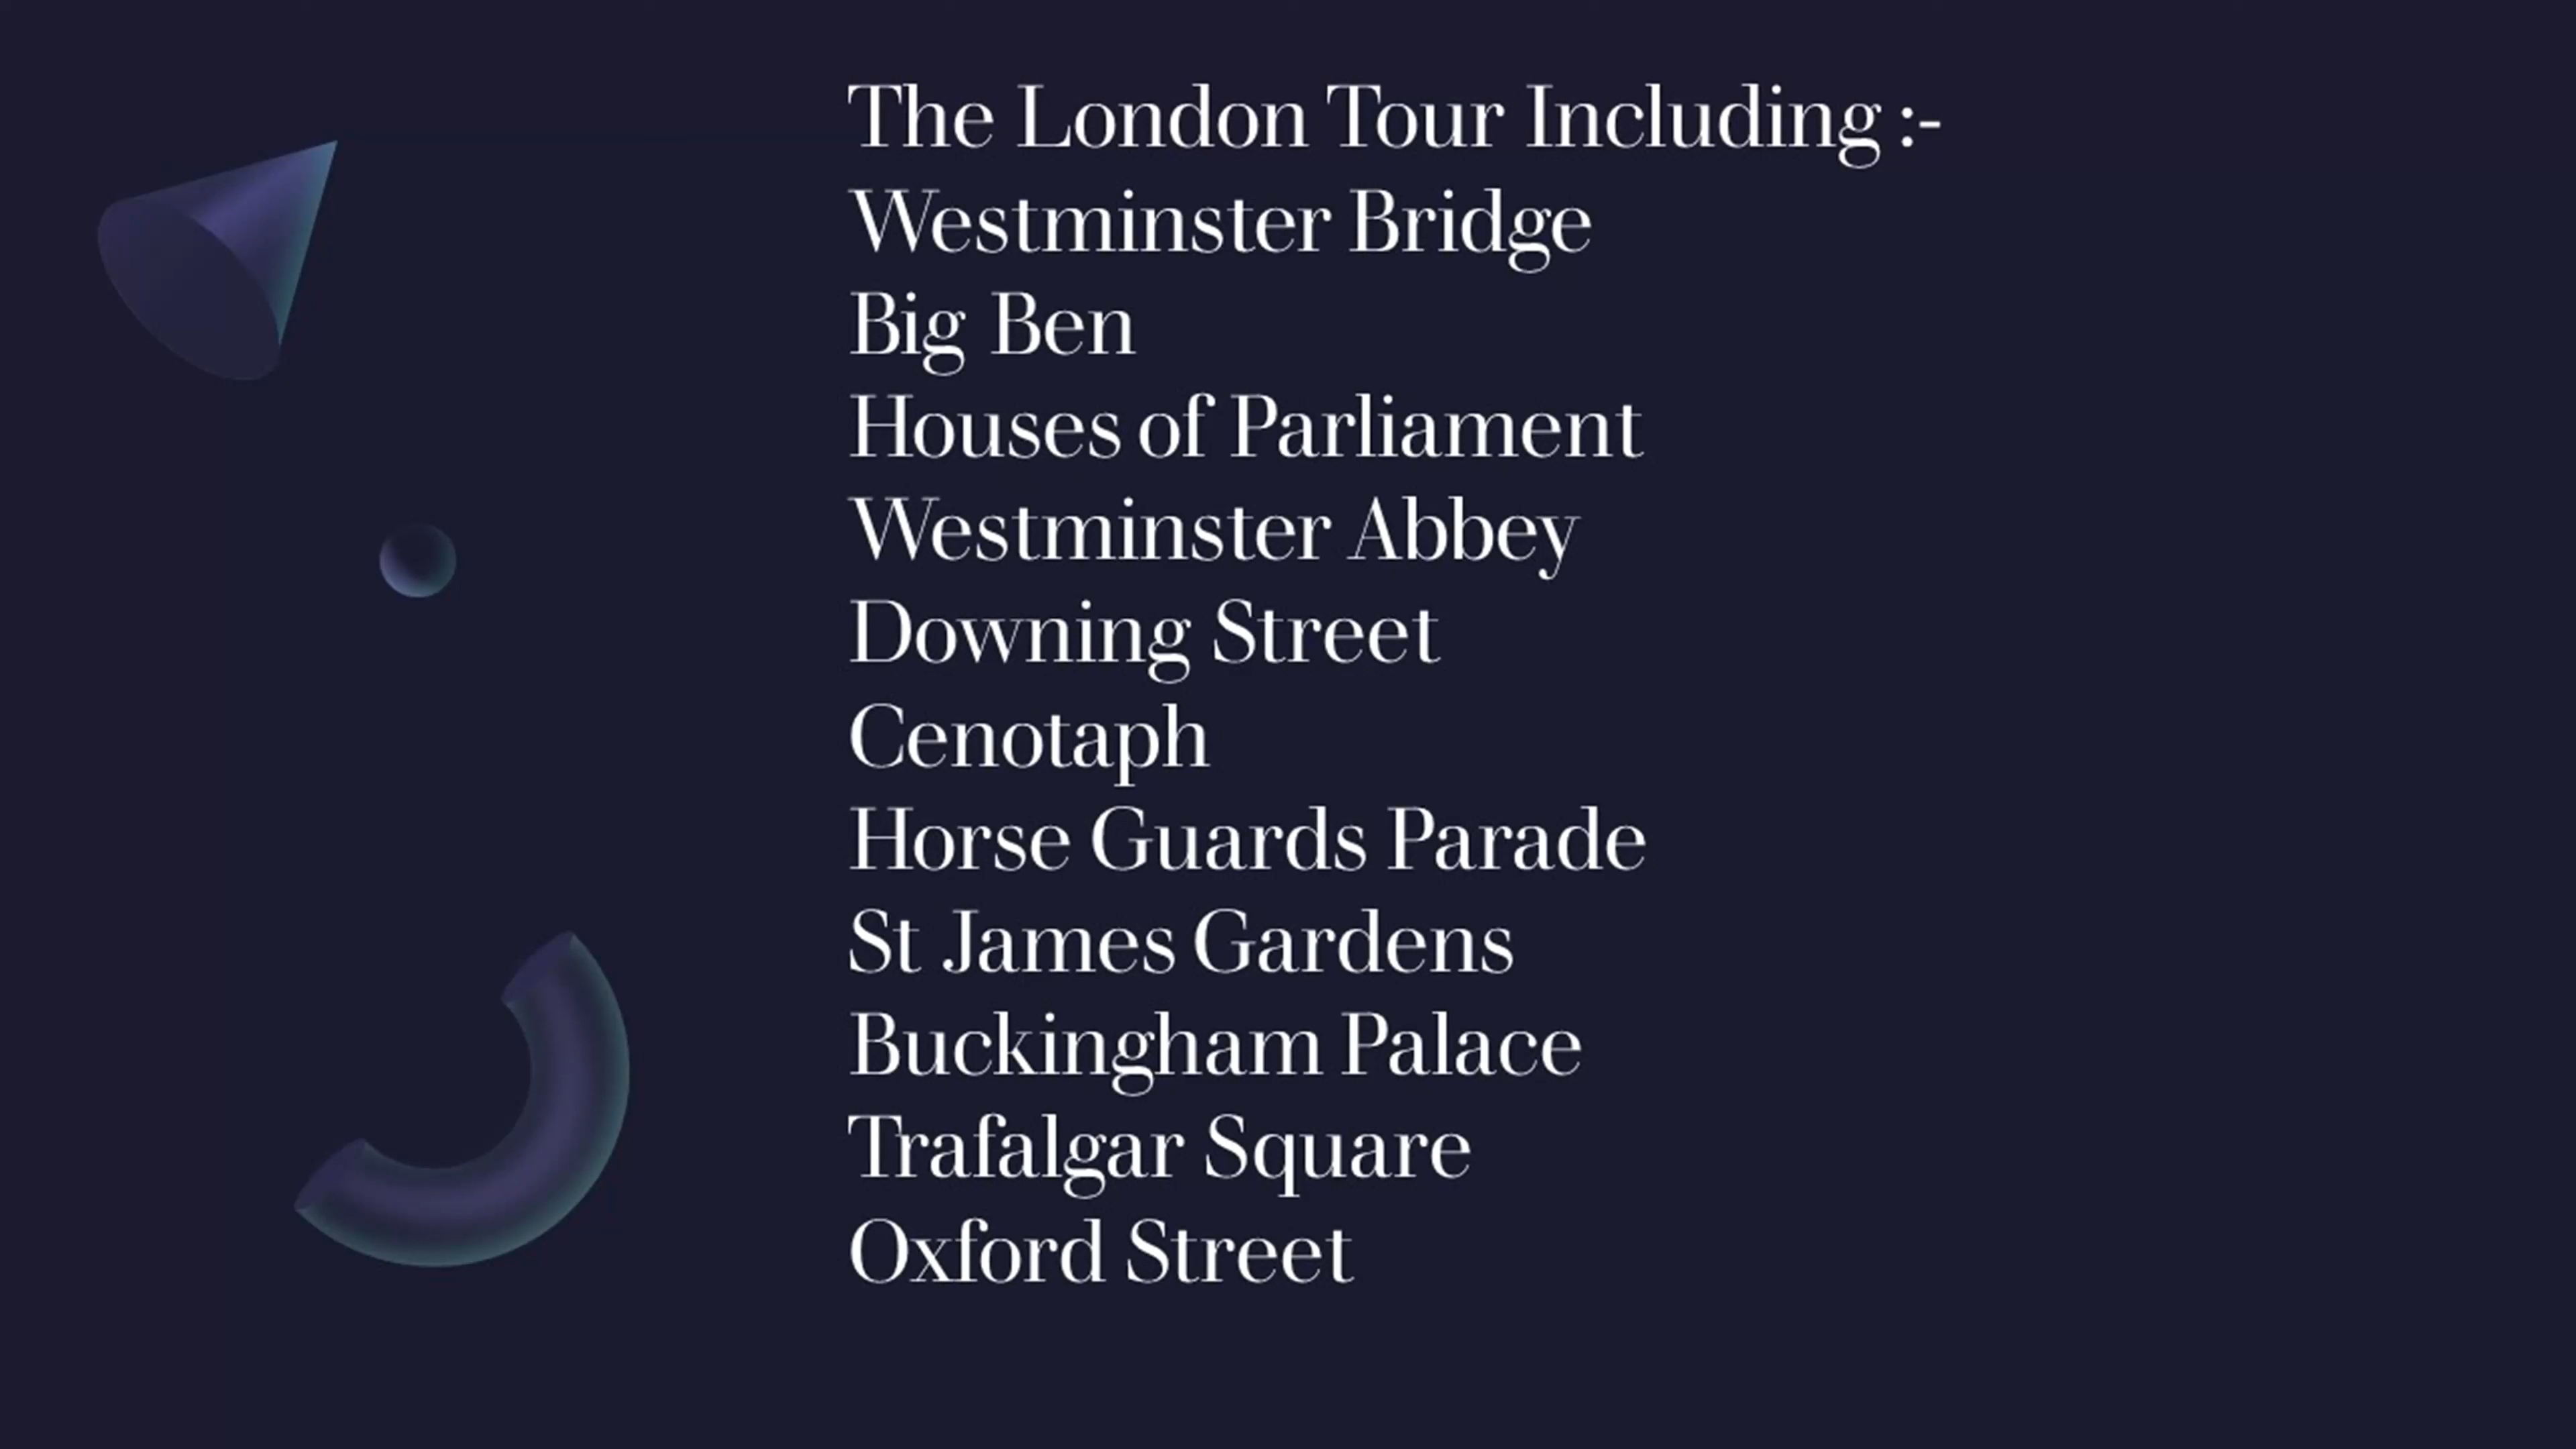 The London Tour Including :-
Westminster Bridge
Big Ben
Houses of Parliament
Westminster Abbey
Downing Street
Cenotaph
Horse Guards Parade
St James Gardens
Buckingham Palace
Trafalgar Square
Oxford Street